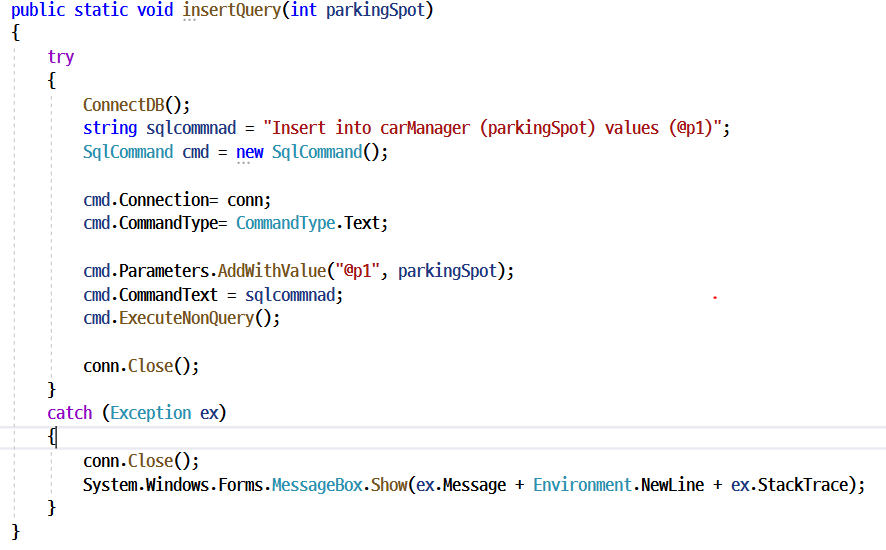 public static void insertQuery(int parkingSpot)
{
try
{
ConnectDB();
string sqlcommnad = "Insert into carManager (parkingSpot) values (@p1)";
SqlCommand cmd = new SqlCommand();
cmd.Connection= conn;
cmd.CommandType= CommandType.Text;
cmd.Parameters.AddWithValue("@p1", parkingSpot);
cmd.CommandText = sqlcommnad;
cmd.ExecuteNonQuery();
conn.Close();
}
catch (Exception ex)
{
conn.Close();
System.Windows.Forms.MessageBox.Show(ex.Message + Environment.NewLine + ex.StackTrace);
}
}